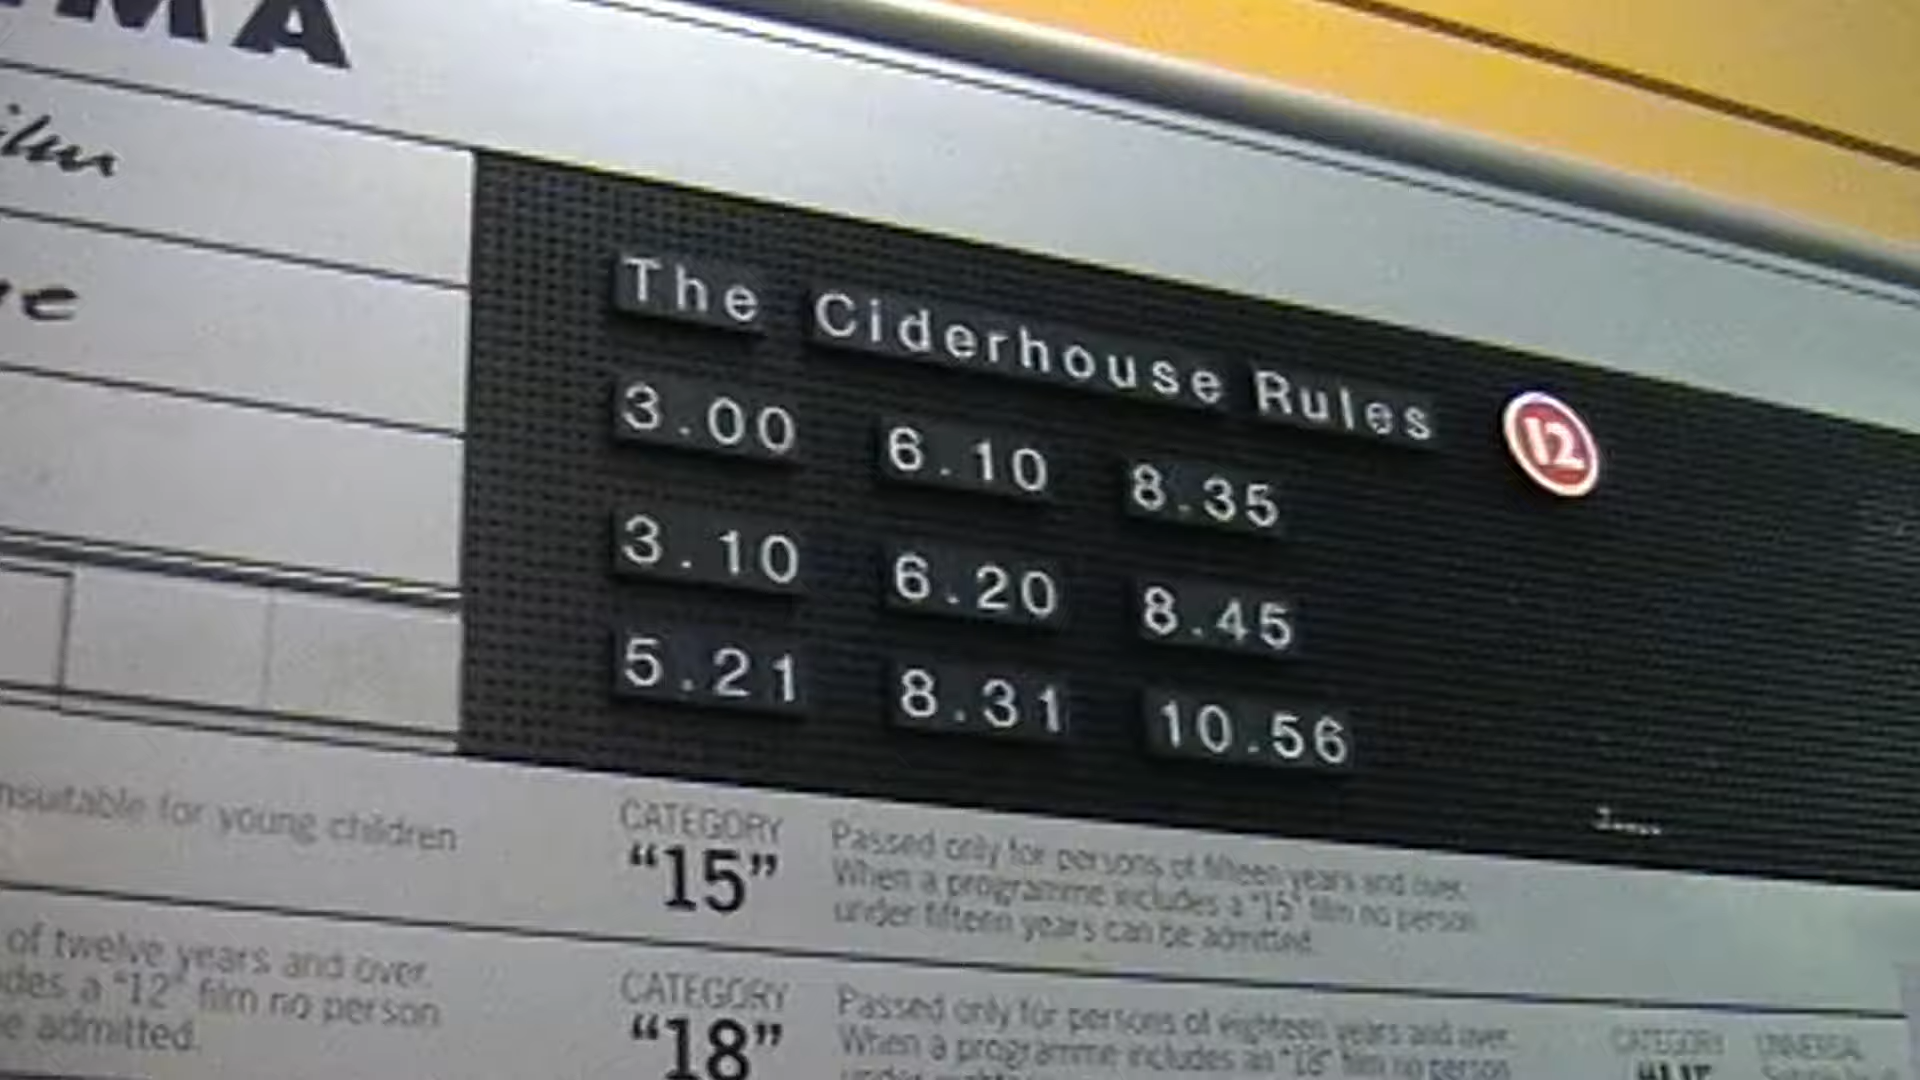 The Ciderhouse Rules 12
3.00 6.10 8.35
3.10 6.20 8.45
5.21 8.31 10.56
for young children
of twelve years and over.
a "12" film no person
admitted.
CATEGORY
"15"
Passed only for persons of fifteen years and over.
When a programme includes a "15" film no person
under fifteen years can be admitted.
CATEGORY
"18"
Passed only for persons of eighteen years and over.
When a programme includes an "18" film no person
CATEGORY
UNIVERSAL